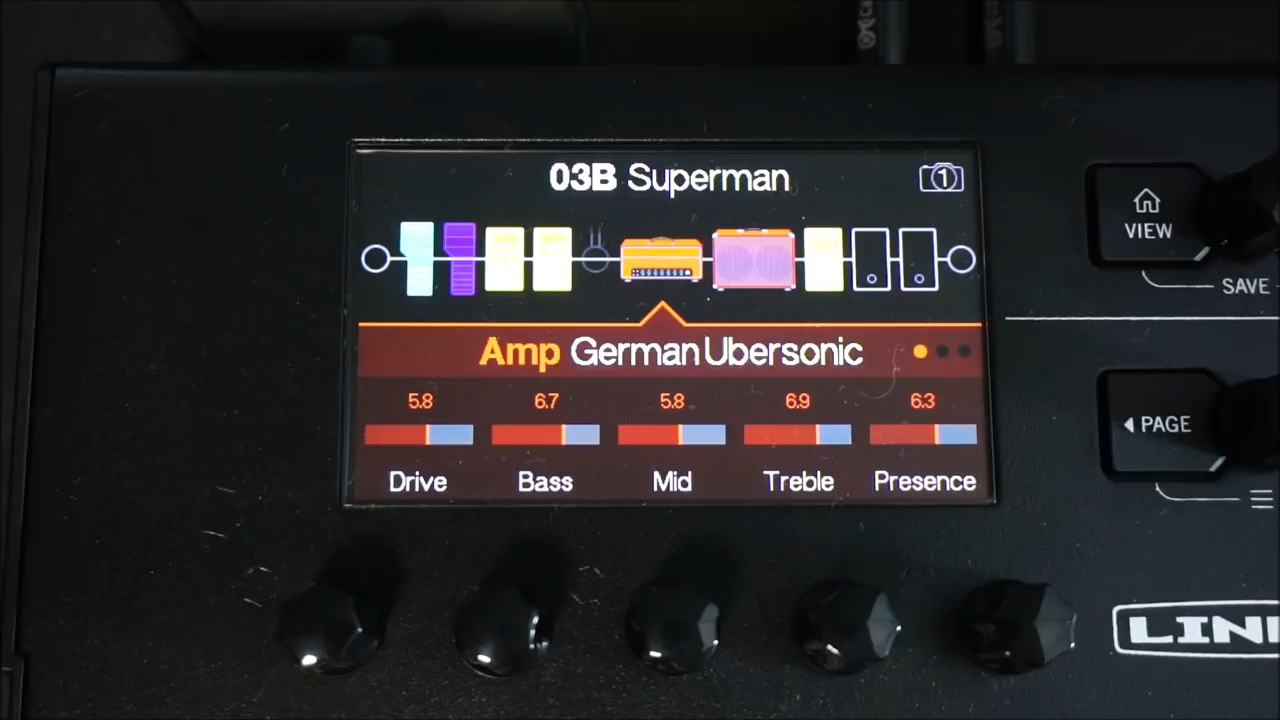 03B Superman
1
VIEW
SAVE
Amp German Ubersonic
5.8 6.7 5.8 6.9 6.3
PAGE
Drive Bass Mid Treble Presence
LIN